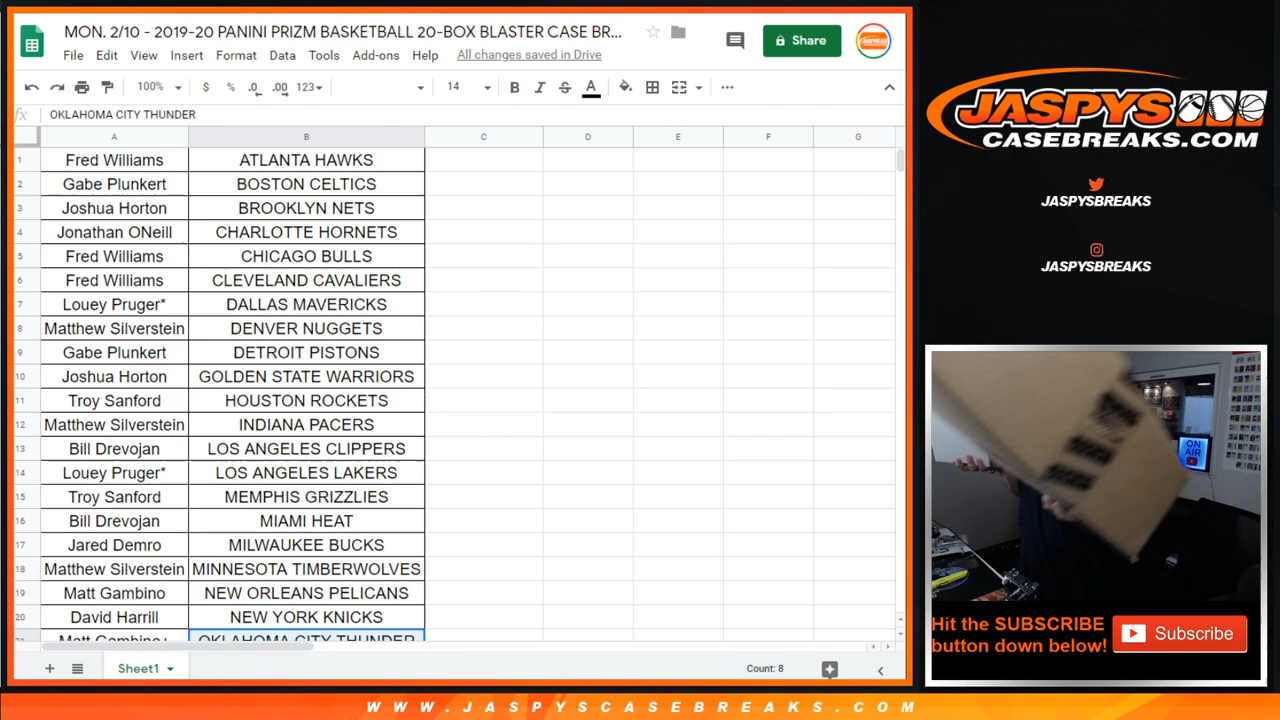 MON. 2/10 - 2019-20 PANINI PRIZM BASKETBALL 20-BOX BLASTER CASE BR...
Share
File Edit View Insert Format Data Tools Add-ons Help All changes saved in Drive
100% $ % .0 .00 123 14 B I S A
fx OKLAHOMA CITY THUNDER
A B C D E F G
1 Fred Williams ATLANTA HAWKS
2 Gabe Plunkert BOSTON CELTICS
3 Joshua Horton BROOKLYN NETS
4 Jonathan ONeill CHARLOTTE HORNETS
5 Fred Williams CHICAGO BULLS
6 Fred Williams CLEVELAND CAVALIERS
7 Louey Pruger* DALLAS MAVERICKS
8 Matthew Silverstein DENVER NUGGETS
9 Gabe Plunkert DETROIT PISTONS
10 Joshua Horton GOLDEN STATE WARRIORS
11 Troy Sanford HOUSTON ROCKETS
12 Matthew Silverstein INDIANA PACERS
13 Bill Drevojan LOS ANGELES CLIPPERS
14 Louey Pruger* LOS ANGELES LAKERS
15 Troy Sanford MEMPHIS GRIZZLIES
16 Bill Drevojan MIAMI HEAT
17 Jared Demro MILWAUKEE BUCKS
18 Matthew Silverstein MINNESOTA TIMBERWOLVES
19 Matt Gambino NEW ORLEANS PELICANS
20 David Harrill NEW YORK KNICKS
21 Matt Gambino+ OKLAHOMA CITY THUNDER
Sheet1
Count: 8
JASPYS
CASEBREAKS.COM
JASPYSBREAKS
JASPYSBREAKS
ON
AIR
Hit the SUBSCRIBE
button down below!
Subscribe
WWW.JASPYSCASEBREAKS.COM